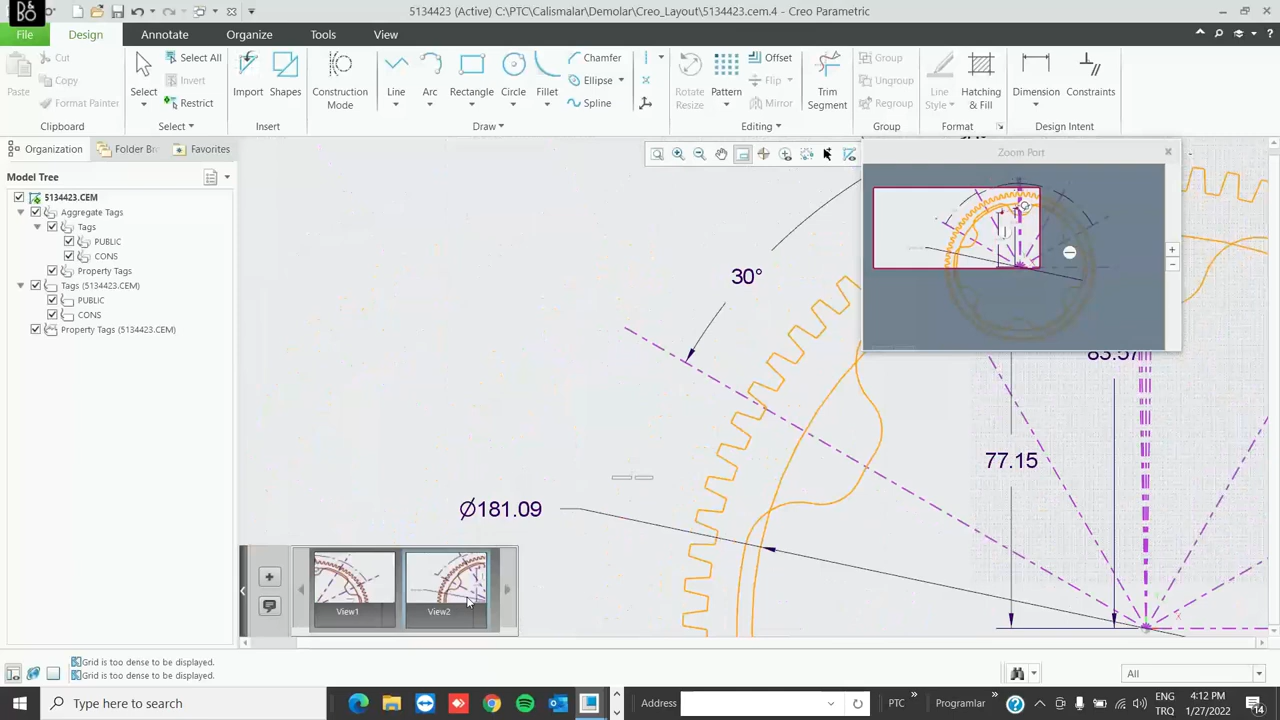 B&BO
5134423 (Active) C:\PTC\Calismalar\Demolar\Creo_Layout\5134423.cem.4 - Creo Parametric
File
Design
Annotate
Organize
Tools
View
Paste
Cut
Copy
Format Painter
Clipboard
Select
Select All
Invert
Restrict
Select
Import
Shapes
Insert
Construction
Mode
Line
Arc
Rectangle
Circle
Fillet
Chamfer
Ellipse
Spline
Draw
Rotate
Resize
Pattern
Offset
Flip
Mirror
Trim
Segment
Editing
Group
Ungroup
Regroup
Group
Line
Style
Hatching
& Fill
Format
Dimension
Constraints
Design Intent
Organization
Folder Br
Favorites
Model Tree
5134423.CEM
Aggregate Tags
Tags
PUBLIC
CONS
Property Tags
Tags (5134423.CEM)
PUBLIC
CONS
Property Tags (5134423.CEM)
Zoom Port
30°
83.57
77.15
Ø181.09
View1
View2
Grid is too dense to be displayed.
Grid is too dense to be displayed.
All
Type here to search
Address
PTC
Programlar
ENG
TRQ
4:12 PM
1/27/2022
14